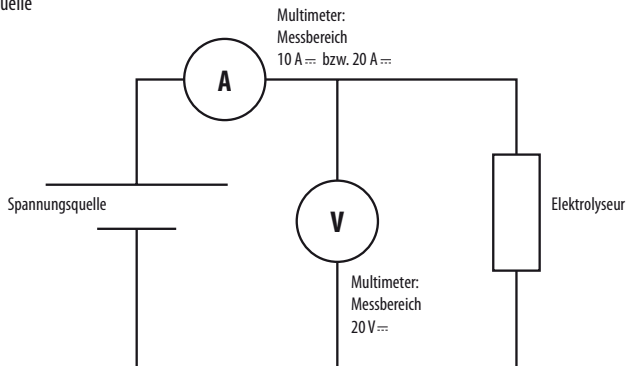 Multimeter:
Messbereich
10 A ⎓ bzw. 20 A ⎓
A
Spannungsquelle
V
Elektrolyseur
Multimeter:
Messbereich
20 V ⎓